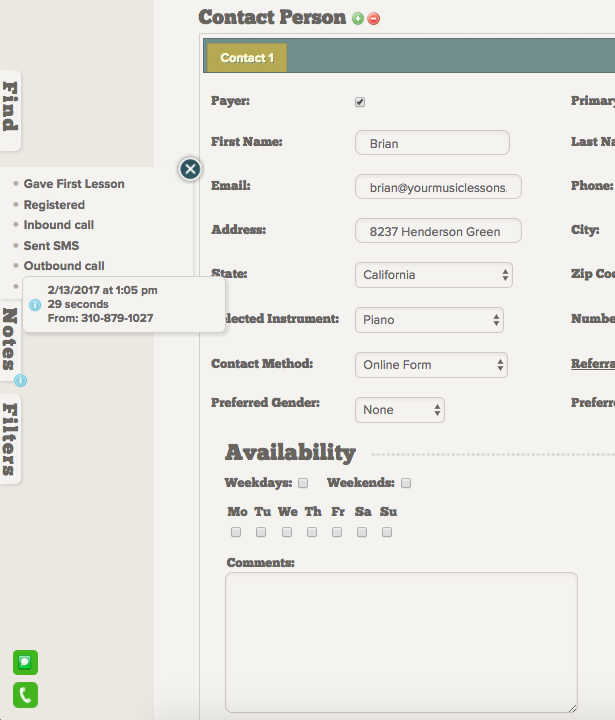 Contact Person
Contact 1
Payer:
Primary
First Name:
Brian
Last Na
Email:
brian@yourmusiclessons.
Phone:
Address:
8237 Henderson Green
City:
State:
California
Zip Co
elected Instrument:
Piano
Numbe
Contact Method:
Online Form
Referra
Preferred Gender:
None
Preferr
Availability
Weekdays:
Weekends:
Mo Tu We Th Fr Sa Su
Comments:
Find
Gave First Lesson
Registered
Inbound call
Sent SMS
Outbound call
2/13/2017 at 1:05 pm
29 seconds
From: 310-879-1027
Notes
Filters